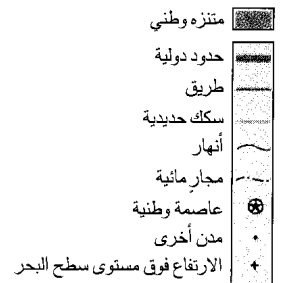 متنزه وطني
حدود دولية
طريق
سكك حديدية
أنهار
مجارٍ مائية
عاصمة وطنية
مدن أخرى
الارتفاع فوق مستوى سطح البحر